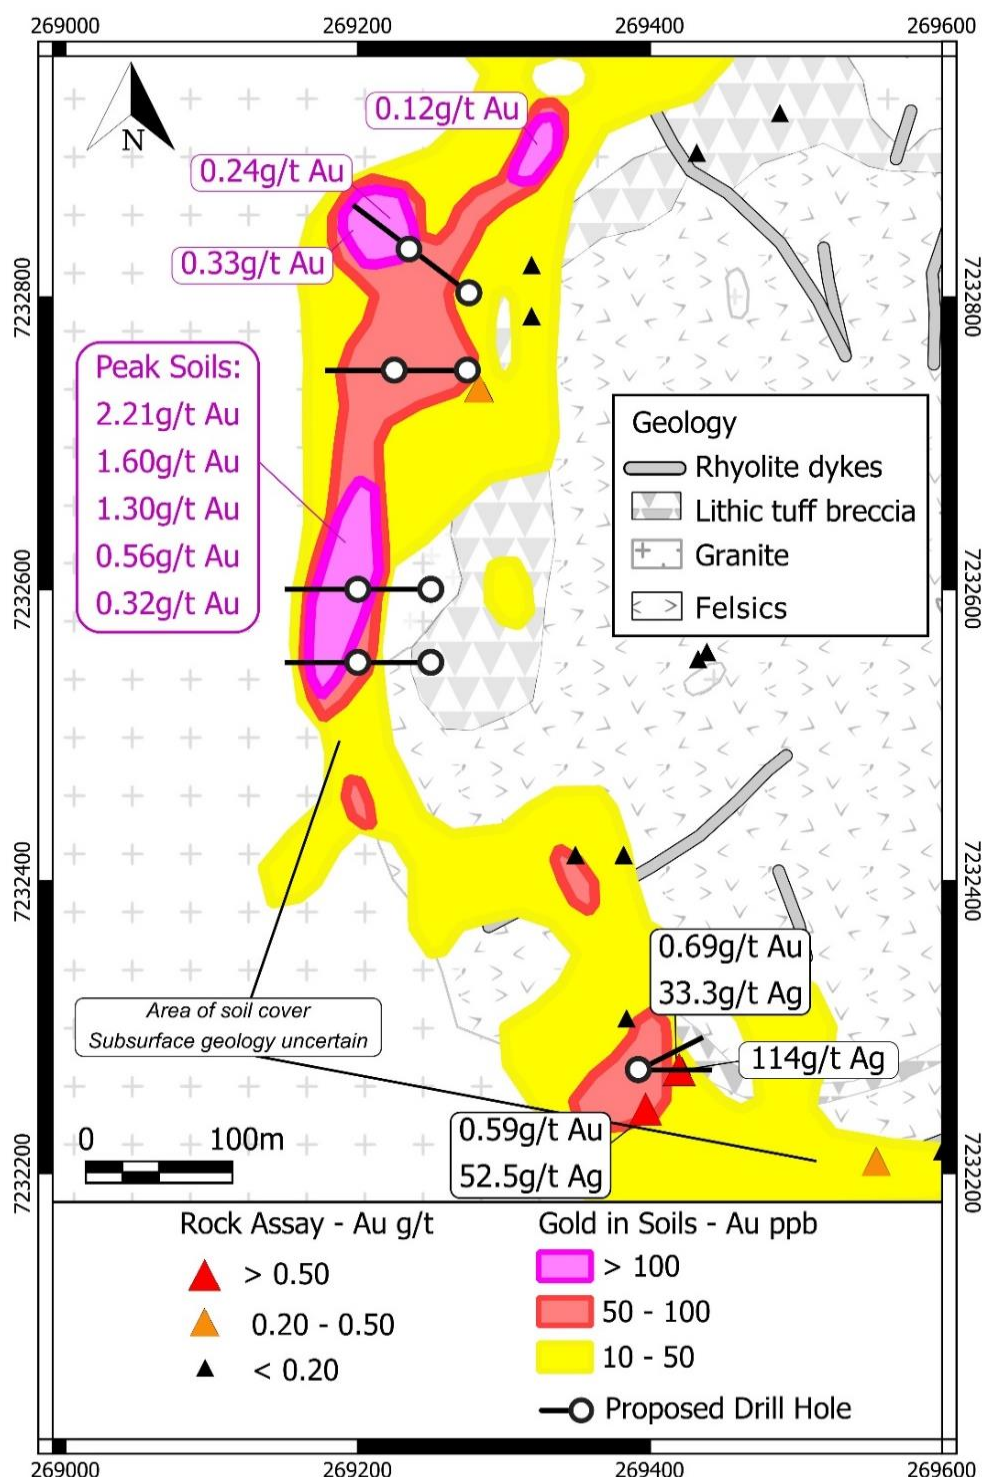 269000 269200 269400 269600
N
0.12g/t Au
0.24g/t Au
0.33g/t Au
7232800
7232800
Peak Soils:
2.21g/t Au
1.60g/t Au
1.30g/t Au
0.56g/t Au
0.32g/t Au
Geology
Rhyolite dykes
Lithic tuff breccia
Granite
Felsics
7232600
7232600
7232400
7232400
0.69g/t Au
33.3g/t Ag
Area of soil cover
Subsurface geology uncertain
114g/t Ag
0.59g/t Au
52.5g/t Ag
0 100m
7232200
7232200
Rock Assay - Au g/t
> 0.50
0.20 - 0.50
< 0.20
Gold in Soils - Au ppb
> 100
50 - 100
10 - 50
Proposed Drill Hole
269000 269200 269400 269600